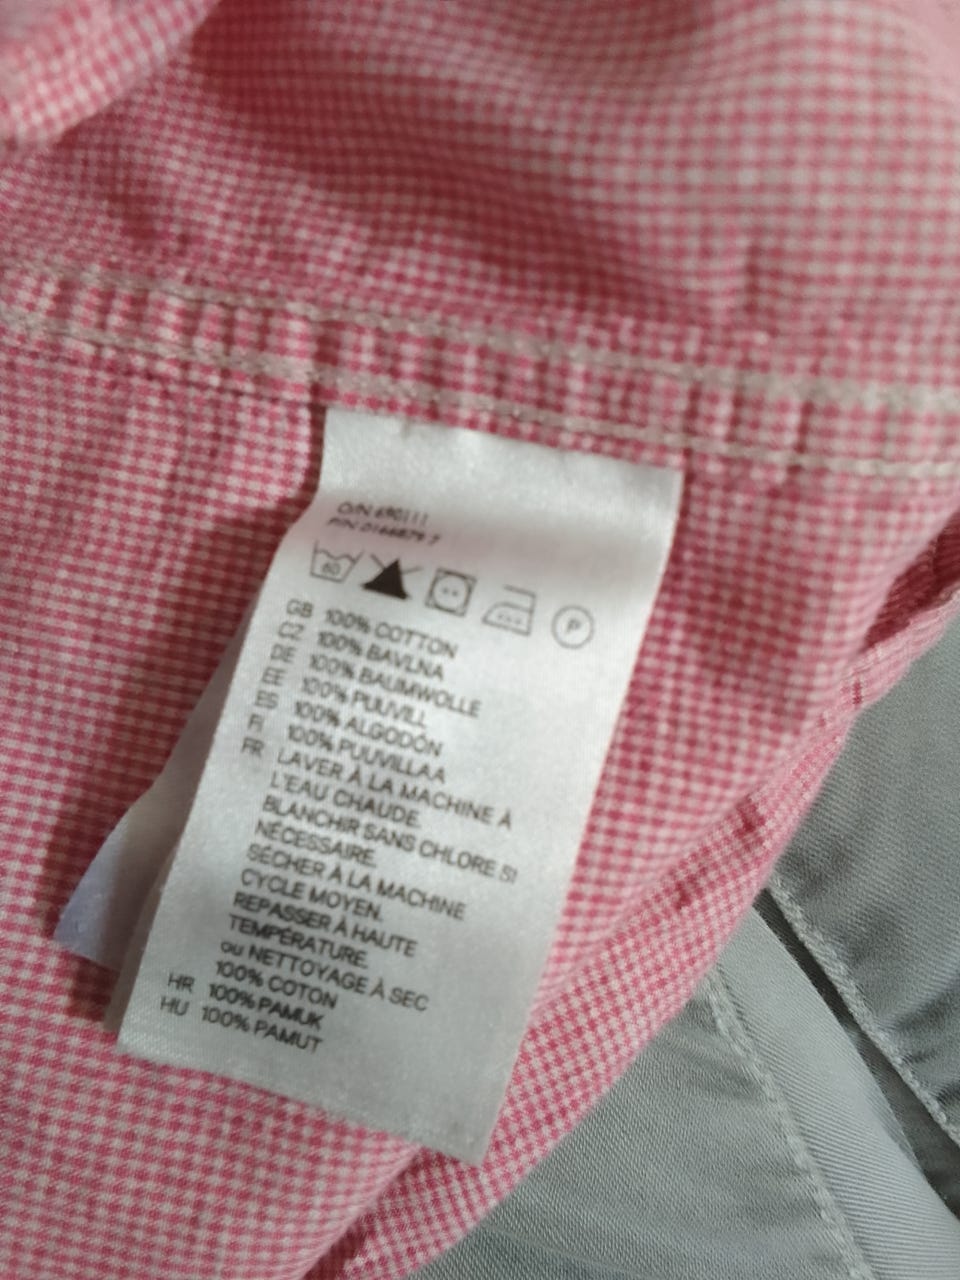 O/N 690111
60
P
GB 100% COTTON
CZ 100% BAVLNA
DE 100% BAUMWOLLE
EE 100% PUUVILL
ES 100% ALGODÓN
FI 100% PUUVILLAA
FR LAVER À LA MACHINE À
L'EAU CHAUDE.
BLANCHIR SANS CHLORE SI
NÉCESSAIRE.
SÉCHER À LA MACHINE
CYCLE MOYEN.
REPASSER À HAUTE
TEMPÉRATURE.
ou NETTOYAGE À SEC
100% COTON
HR 100% PAMUK
HU 100% PAMUT